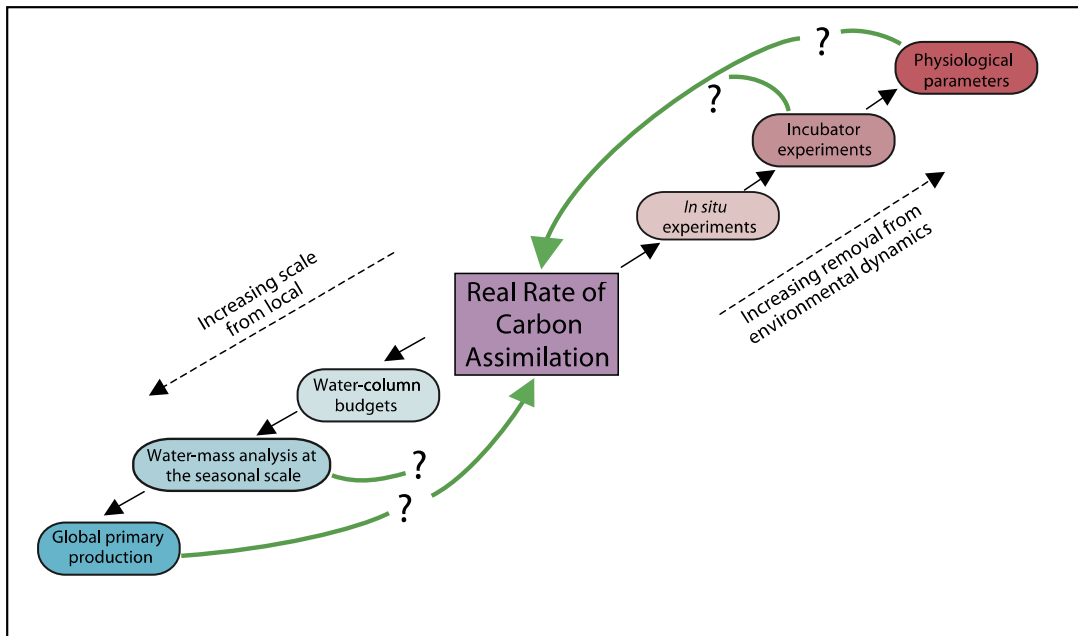 ?
Physiological
parameters
?
Incubator
experiments
In situ
experiments
Increasing removal from
environmental dynamics
Increasing scale
from local
Real Rate of
Carbon
Assimilation
Water-column
budgets
Water-mass analysis at
the seasonal scale
?
?
Global primary
production